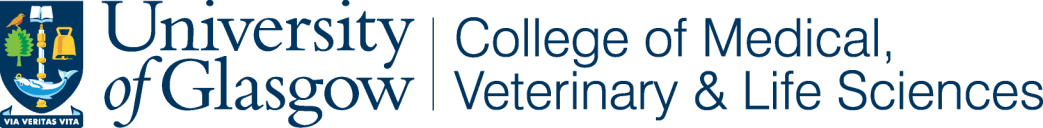 University
of Glasgow
College of Medical,
Veterinary & Life Sciences
VIA VERITAS VITA